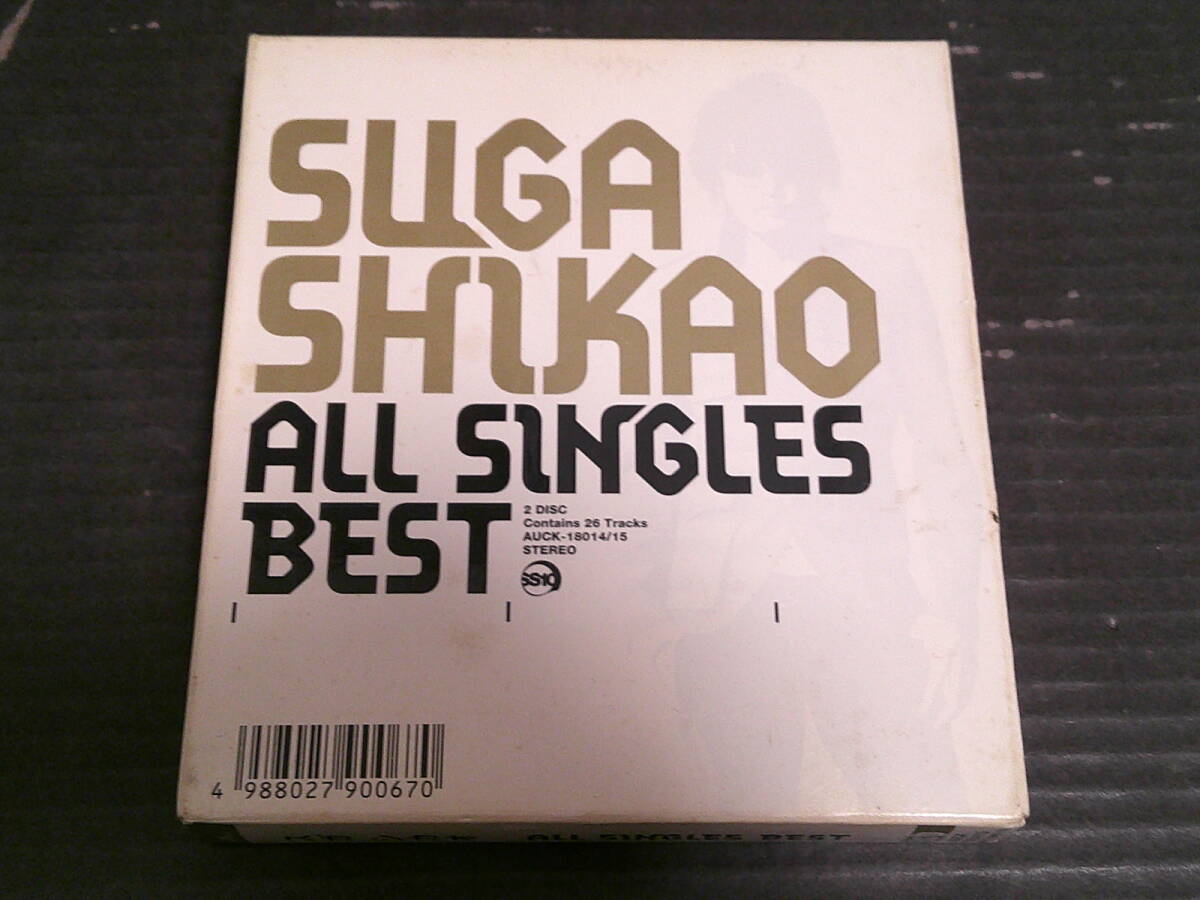 SUGA
SHIKAO
ALL SINGLES
BEST
2 DISC
Contains 26 Tracks
AUCK-18014/15
STEREO
SS10
4 988027 900670
ALL SINGLES BEST